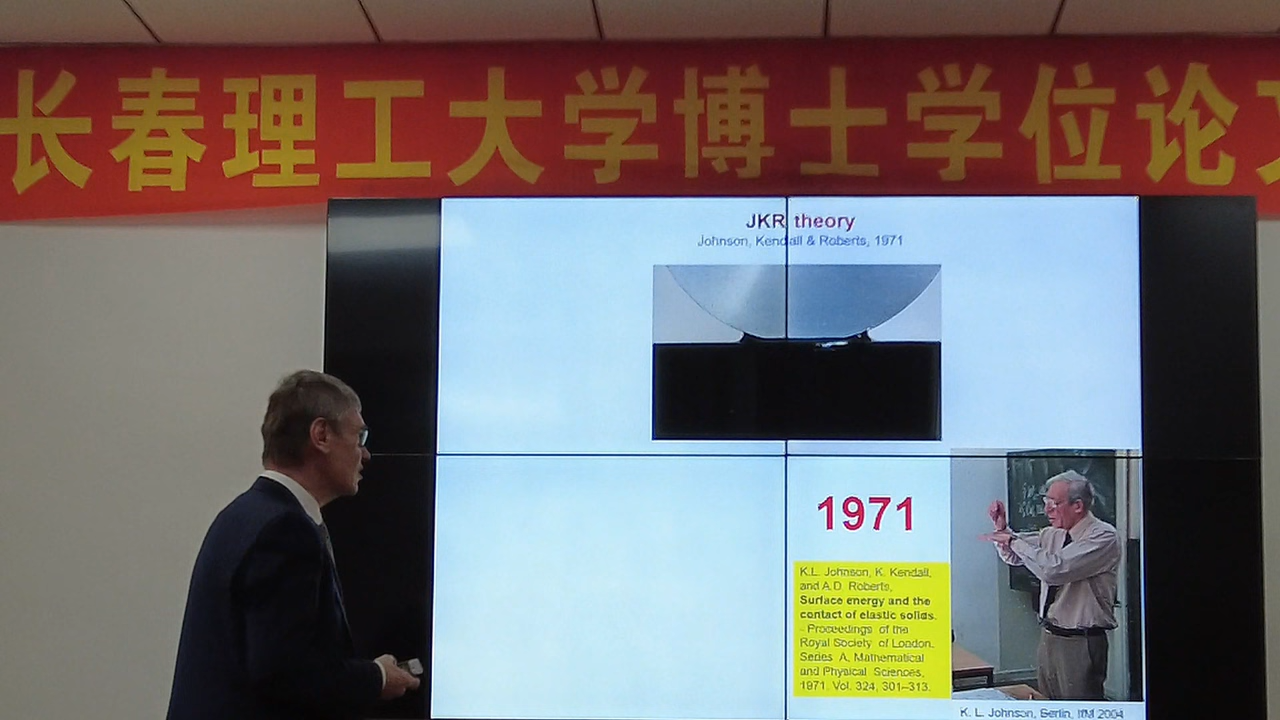 长春理工大学博士学位论
JKR theory
Johnson, Kendall & Roberts, 1971
1971
K.L. Johnson, K. Kendall,
and A.D. Roberts,
Surface energy and the
contact of elastic solids.
- Proceedings of the
Royal Society of London.
Series A, Mathematical
and Physical Sciences,
1971, Vol. 324, 301–313.
K. L. Johnson, Berlin, IfM 2004